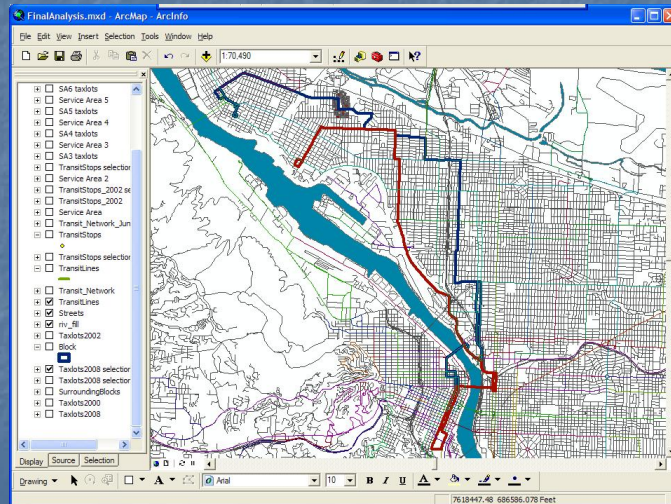 FinalAnalysis.mxd - ArcMap - ArcInfo
File Edit View Insert Selection Tools Window Help
1:70,490
SA6 taxlots
Service Area 5
SA5 taxlots
Service Area 4
SA4 taxlots
Service Area 3
SA3 taxlots
TransitStops selection
Service Area 2
TransitStops_2002 se
TransitStops_2002
Service Area
Transit_Network_Jun
TransitStops
TransitStops selection
TransitLines
Transit_Network
TransitLines
Streets
riv_fill
Taxlots2002
Block
Taxlots2008 selection
Taxlots2008 selection
SurroundingBlocks
Taxlots2000
Taxlots2008
Display Source Selection
Drawing A Arial 10 B I U A
7618447.48 686586.078 Feet